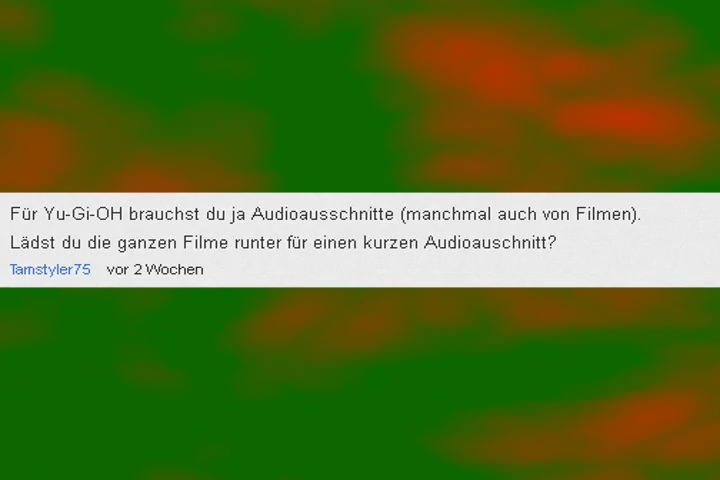 Für Yu-Gi-OH brauchst du ja Audioausschnitte (manchmal auch von Filmen).
Lädst du die ganzen Filme runter für einen kurzen Audioauschnitt?
Tamstyler75 vor 2 Wochen